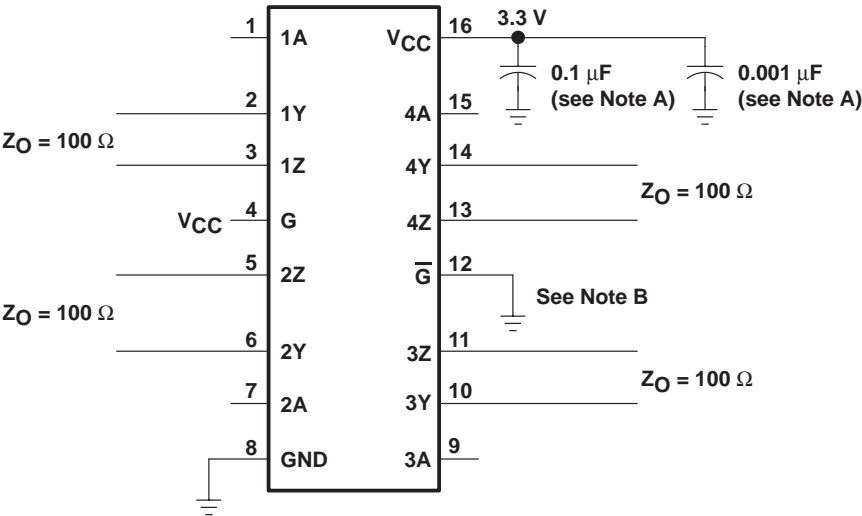 1 1A VCC 16 3.3 V
0.1 μF (see Note A)
0.001 μF (see Note A)
2 1Y 4A 15
ZO = 100 Ω
3 1Z 4Y 14
ZO = 100 Ω
VCC 4 G 4Z 13
5 2Z G̅ 12
See Note B
ZO = 100 Ω
6 2Y 3Z 11
ZO = 100 Ω
7 2A 3Y 10
8 GND 3A 9